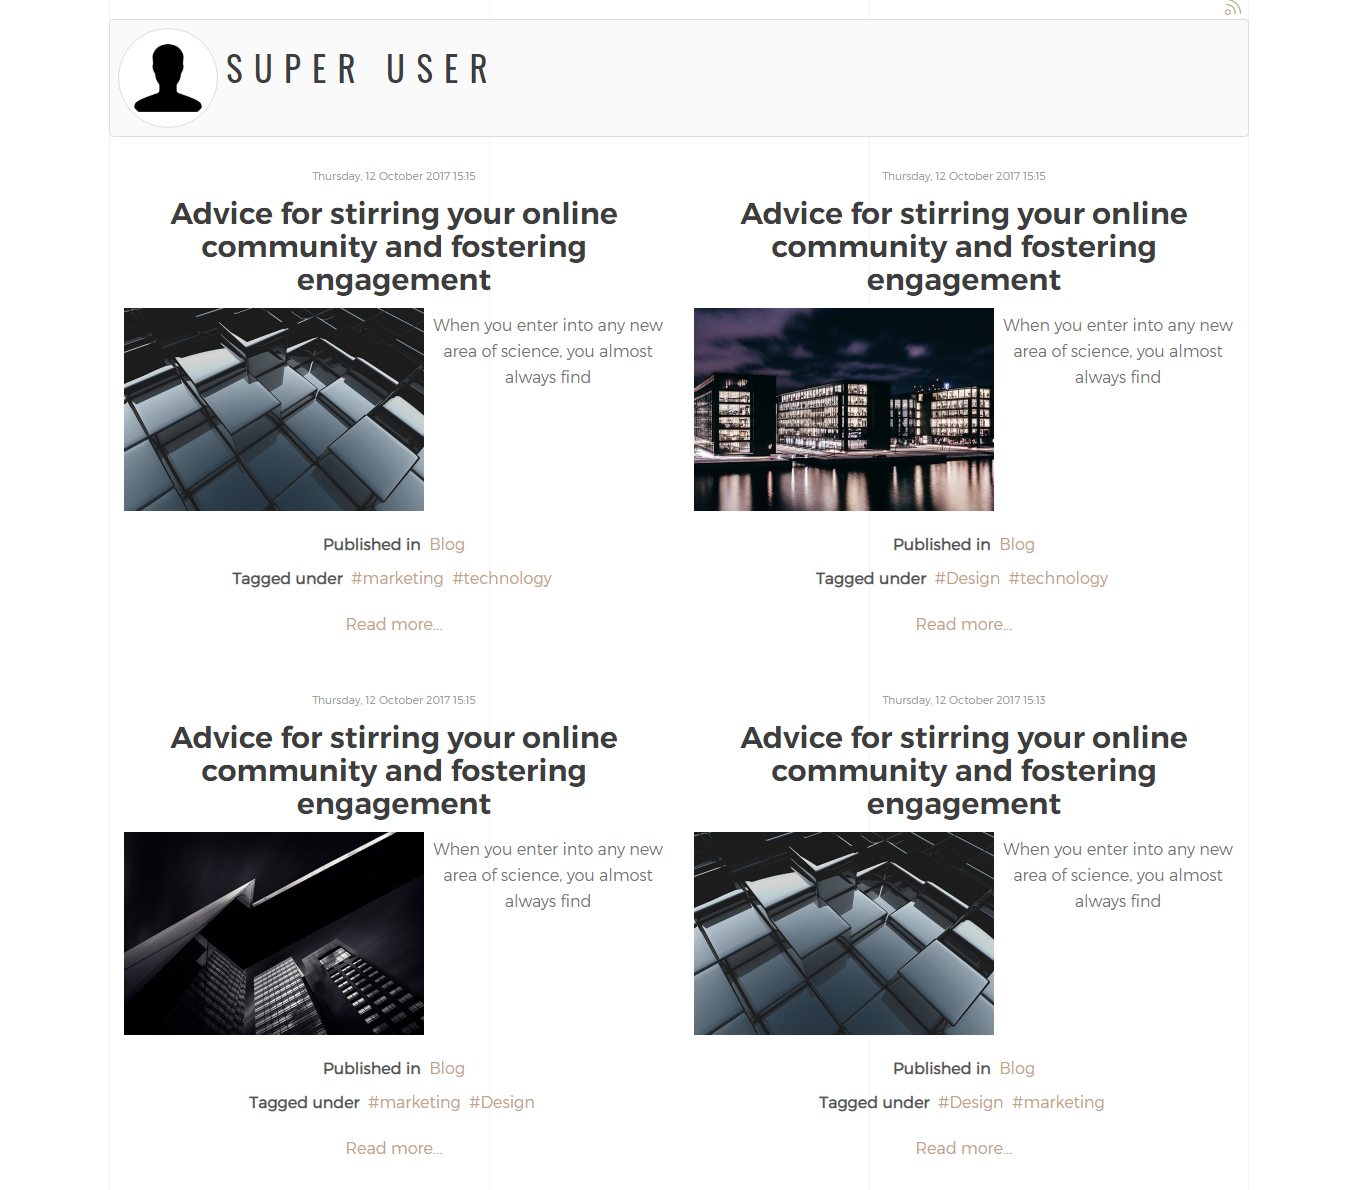 SUPER USER
Thursday, 12 October 2017 15:15
Advice for stirring your online
community and fostering
engagement
When you enter into any new
area of science, you almost
always find
Published in Blog
Tagged under #marketing #technology
Read more...
Thursday, 12 October 2017 15:15
Advice for stirring your online
community and fostering
engagement
When you enter into any new
area of science, you almost
always find
Published in Blog
Tagged under #Design #technology
Read more...
Thursday, 12 October 2017 15:15
Advice for stirring your online
community and fostering
engagement
When you enter into any new
area of science, you almost
always find
Published in Blog
Tagged under #marketing #Design
Read more...
Thursday, 12 October 2017 15:13
Advice for stirring your online
community and fostering
engagement
When you enter into any new
area of science, you almost
always find
Published in Blog
Tagged under #Design #marketing
Read more...